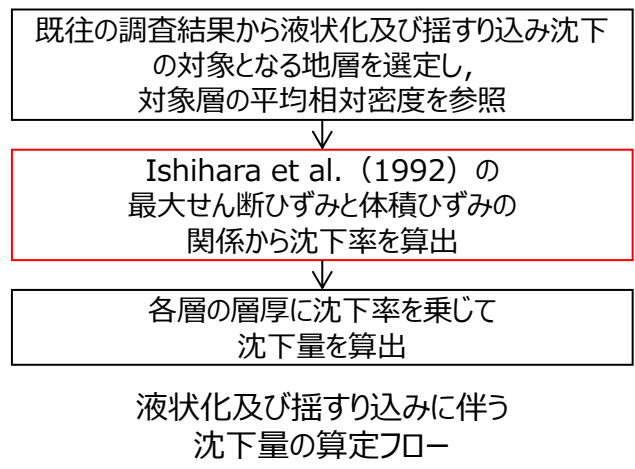 既往の調査結果から液状化及び揺すり込み沈下
の対象となる地層を選定し，
対象層の平均相対密度を参照
Ishihara et al.（1992）の
最大せん断ひずみと体積ひずみの
関係から沈下率を算出
各層の層厚に沈下率を乗じて
沈下量を算出
液状化及び揺すり込みに伴う
沈下量の算定フロー